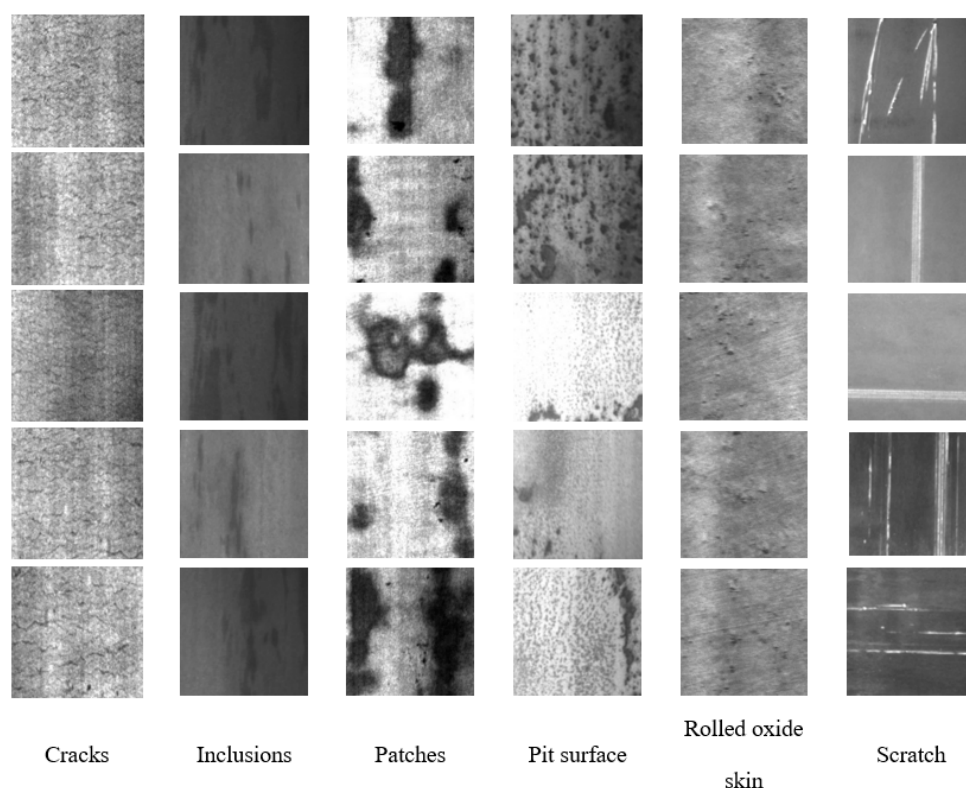 Cracks
Inclusions
Patches
Pit surface
Rolled oxide
skin
Scratch